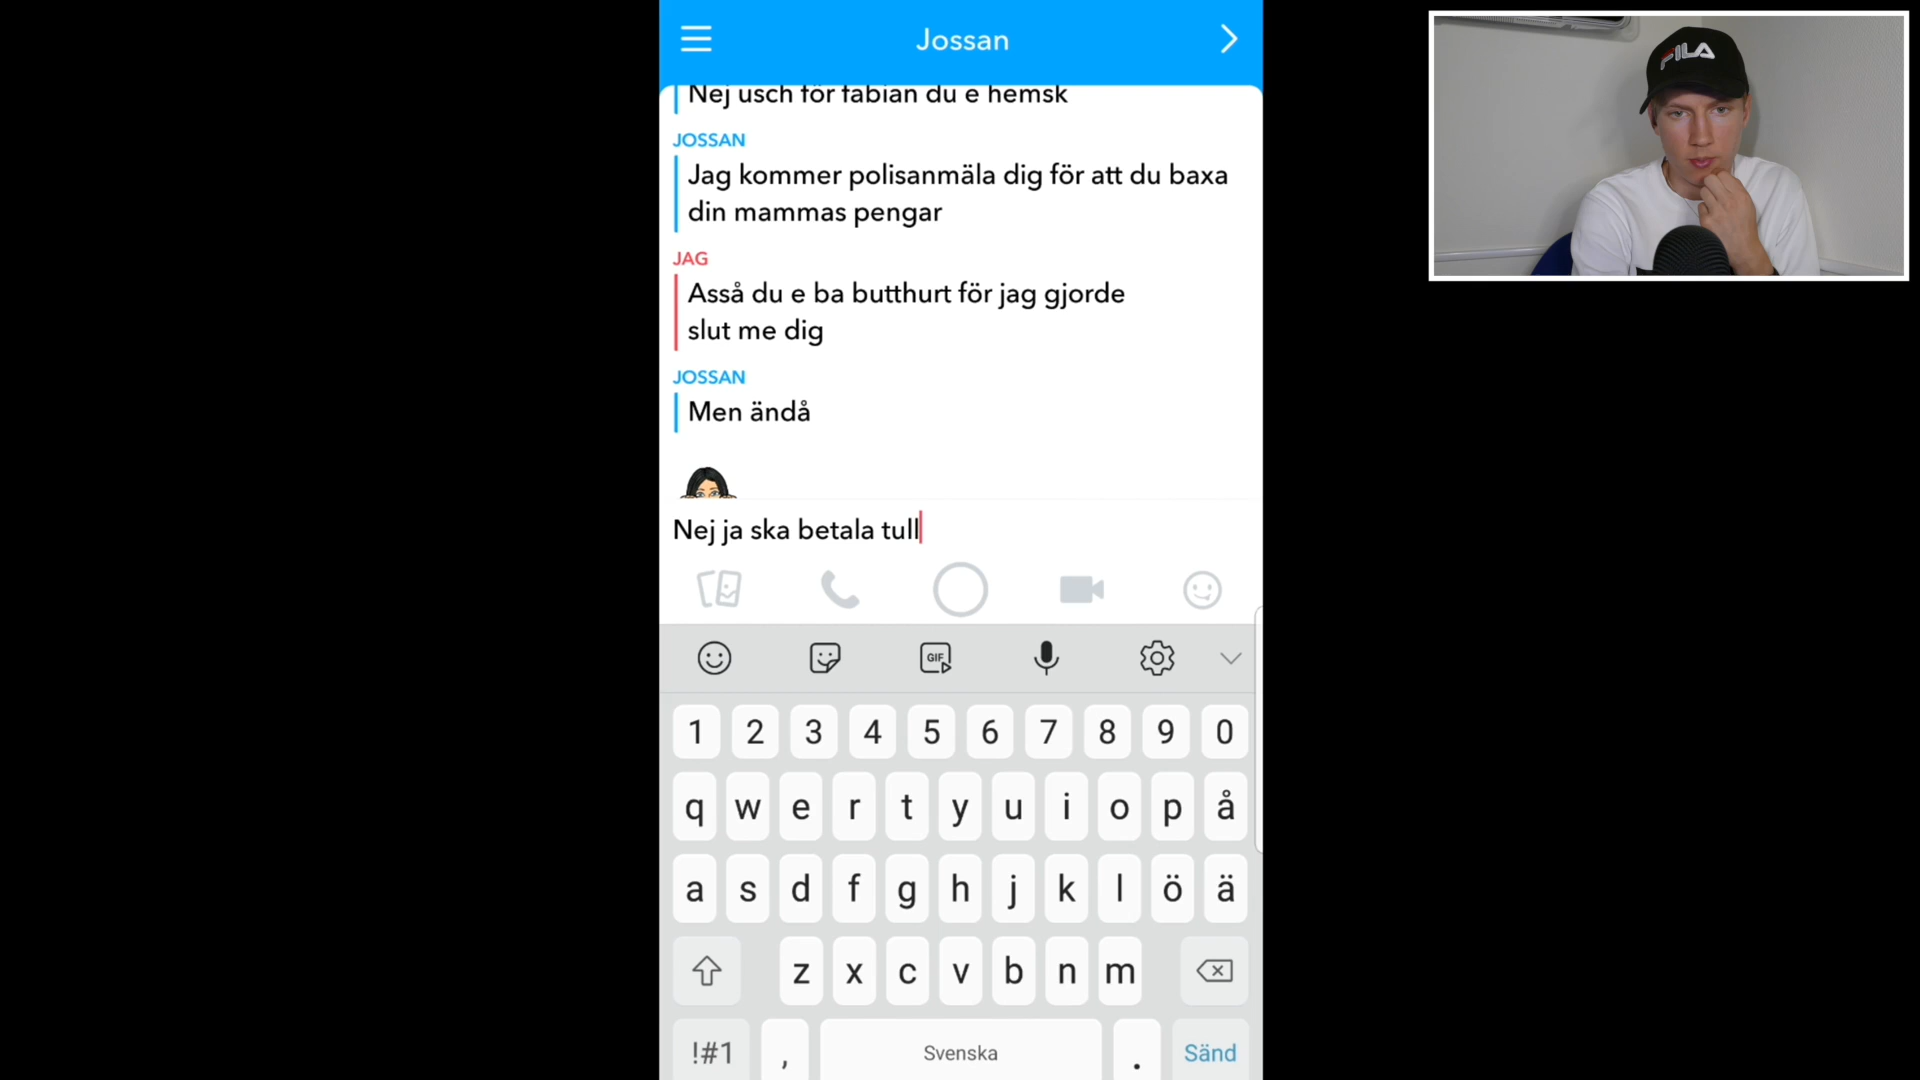 Jossan
Nej usch för fabian du e hemsk
JOSSAN
Jag kommer polisanmäla dig för att du baxa
din mammas pengar
JAG
Asså du e ba butthurt för jag gjorde
slut me dig
JOSSAN
Men ändå
Nej ja ska betala tull
GIF
1 2 3 4 5 6 7 8 9 0
q w e r t y u i o p å
a s d f g h j k l ö ä
z x c v b n m
!#1 , Svenska . Sänd
FILA